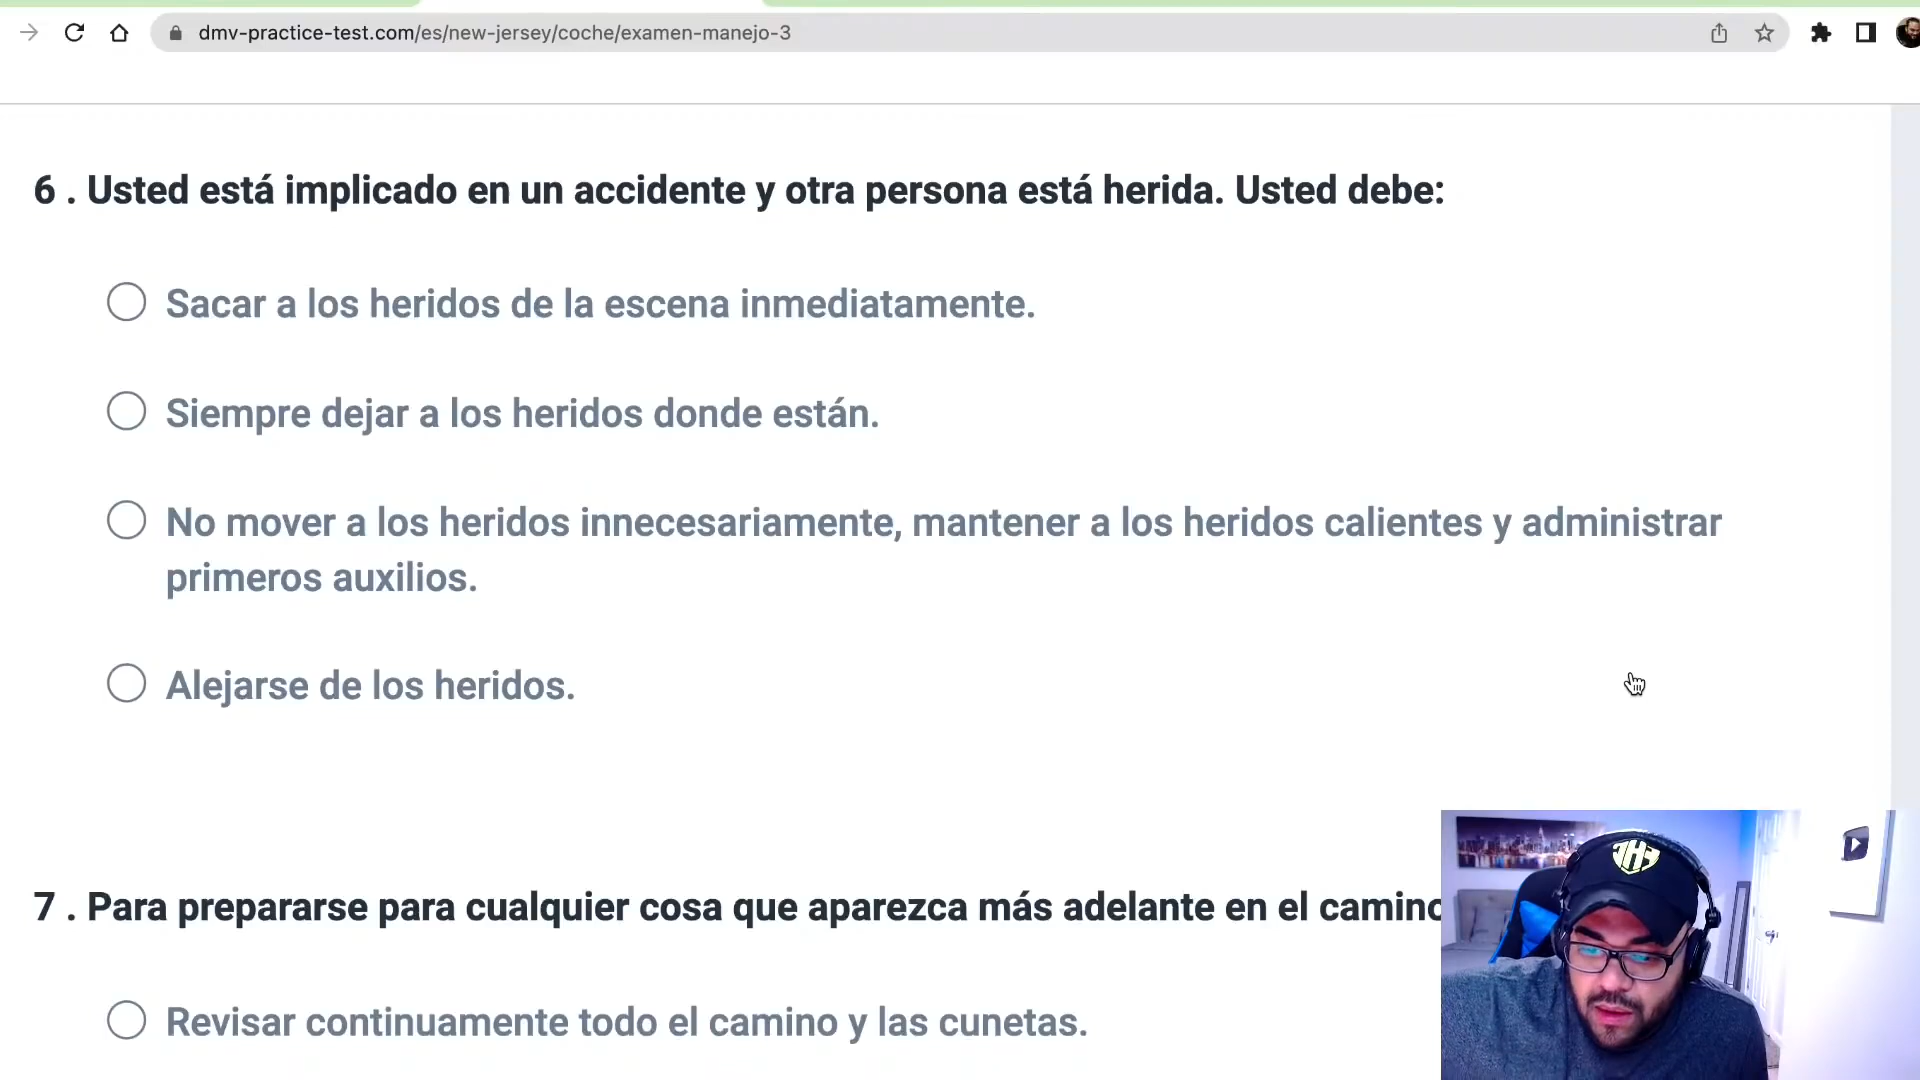 dmv-practice-test.com/es/new-jersey/coche/examen-manejo-3
6 . Usted está implicado en un accidente y otra persona está herida. Usted debe:
Sacar a los heridos de la escena inmediatamente.
Siempre dejar a los heridos donde están.
No mover a los heridos innecesariamente, mantener a los heridos calientes y administrar
primeros auxilios.
Alejarse de los heridos.
7 . Para prepararse para cualquier cosa que aparezca más adelante en el camino
Revisar continuamente todo el camino y las cunetas.